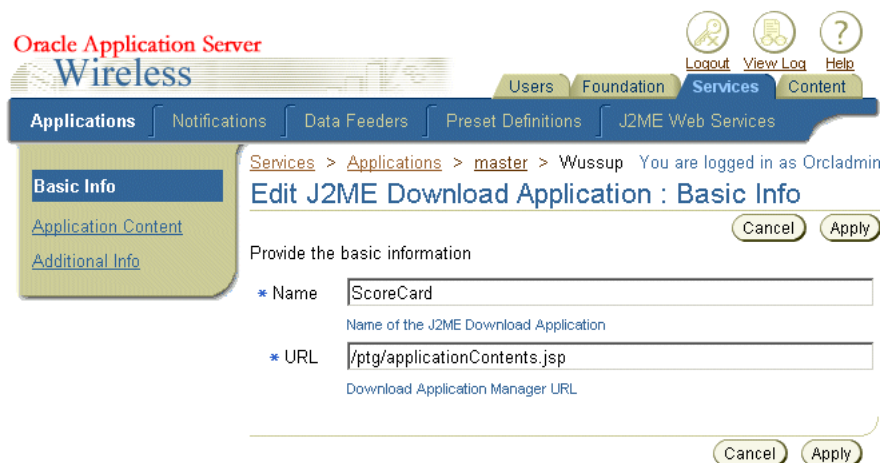 Oracle Application Server
Wireless
Logout View Log Help
Users Foundation Services Content
Applications Notifications Data Feeders Preset Definitions J2ME Web Services
Services > Applications > master > Wussup You are logged in as Orcladmin
Basic Info
Application Content
Additional Info
Edit J2ME Download Application : Basic Info
Cancel Apply
Provide the basic information
* Name ScoreCard
Name of the J2ME Download Application
* URL /ptg/applicationContents.jsp
Download Application Manager URL
Cancel Apply